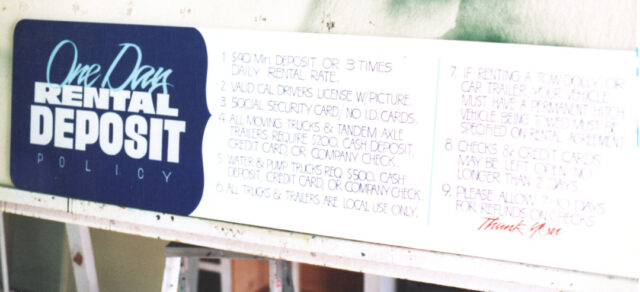 One Day
RENTAL
DEPOSIT
POLICY
1. $40 Min. DEPOSIT OR 3 TIMES
DAILY RENTAL RATE.
2. VALID CAL DRIVERS LICENSE W/PICTURE.
3. SOCIAL SECURITY CARD/NO I.D. CARDS.
4. ALL MOVING TRUCKS & TANDEM AXLE
TRAILERS REQUIRE $200. CASH DEPOSIT,
CREDIT CARD OR COMPANY CHECK.
5. WATER & PUMP TRUCKS REQ. $500. CASH
DEPOSIT CREDIT CARD, OR COMPANY CHECK.
6. ALL TRUCKS & TRAILERS ARE LOCAL USE ONLY.
7. IF RENTING A TOW DOLLY OR
CAR TRAILER YOUR VEHICLE
MUST HAVE A PERMANENT HITCH
VEHICLE BEING TOWED MUST BE
SPECIFIED ON RENTAL AGREEMENT
8. CHECKS & CREDIT CARDS
MAY BE LEFT OPEN NO
LONGER THAN 2 DAYS.
9. PLEASE ALLOW 7-10 DAYS
FOR REFUNDS ON CHECKS
Thank you